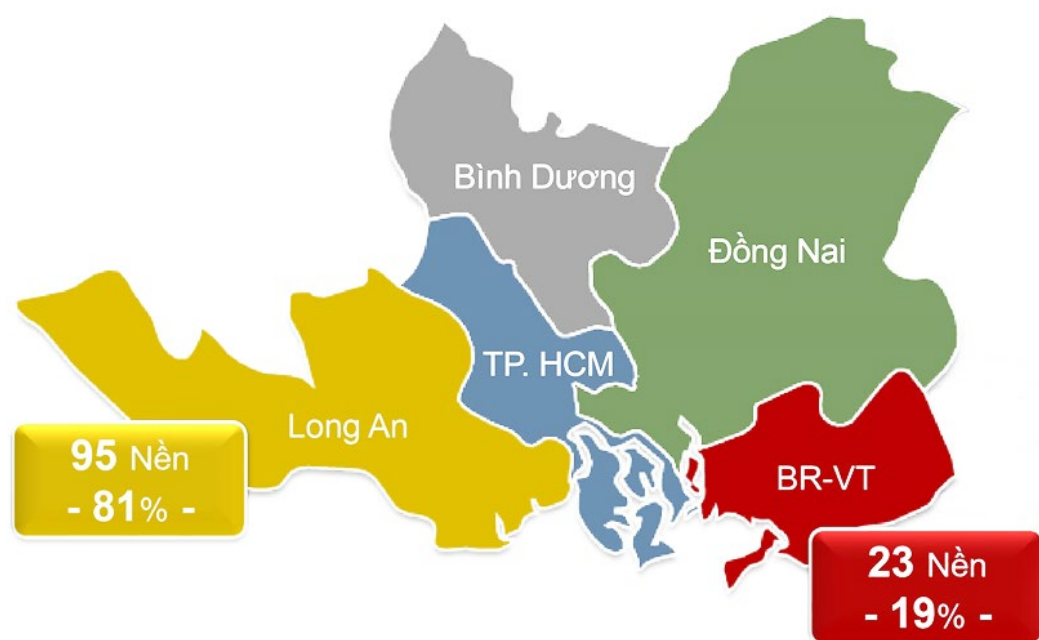 Bình Dương
Đồng Nai
TP. HCM
Long An
95 Nền
- 81% -
BR-VT
23 Nền
- 19% -